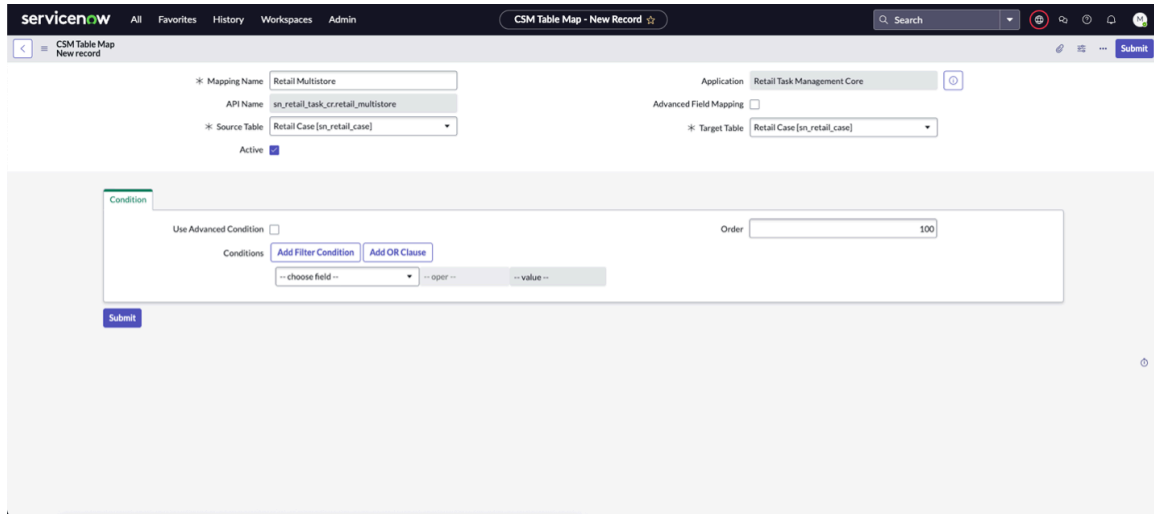 servicenow All Favorites History Workspaces Admin CSM Table Map - New Record Search M
CSM Table Map
New record
Submit
Mapping Name Retail Multistore Application Retail Task Management Core
API Name sn_retail_task_cr.retail_multistore Advanced Field Mapping
Source Table Retail Case [sn_retail_case] Target Table Retail Case [sn_retail_case]
Active
Condition
Use Advanced Condition Order 100
Conditions Add Filter Condition Add OR Clause
-- choose field -- -- oper -- -- value --
Submit